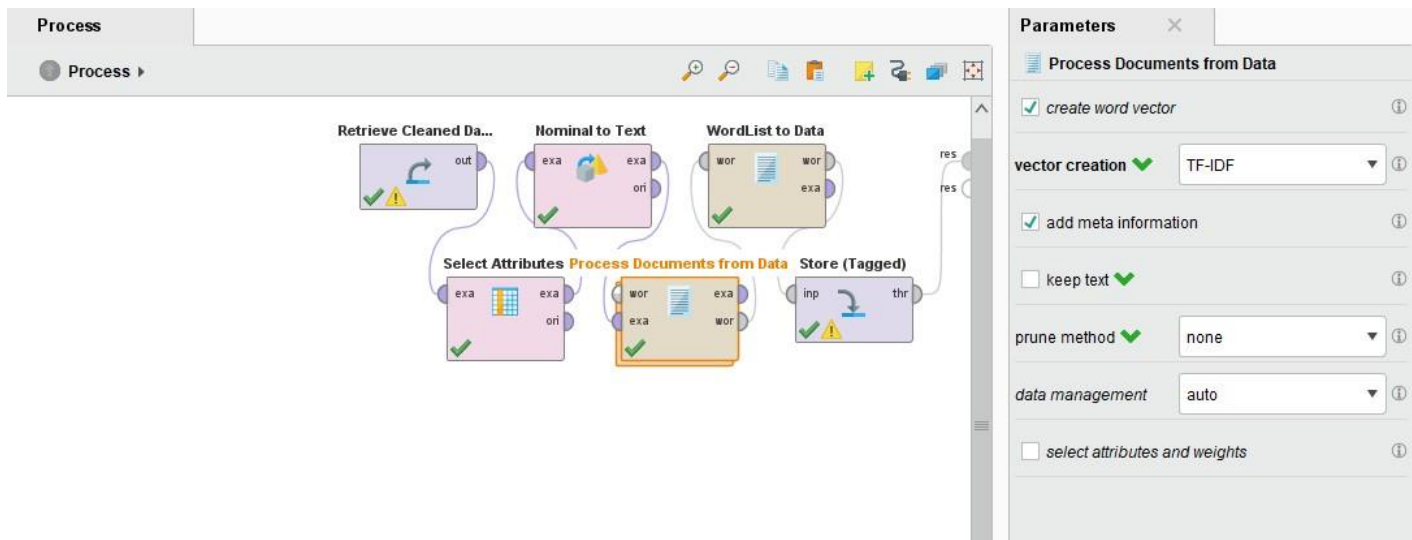 Process
Parameters
Process
Process Documents from Data
create word vector
Retrieve Cleaned Da...
Nominal to Text
WordList to Data
out
exa
exa
ori
wor
wor
exa
res
res
vector creation
TF-IDF
add meta information
Select Attributes
Process Documents from Data
Store (Tagged)
exa
exa
ori
wor
exa
exa
wor
inp
thr
keep text
prune method
none
data management
auto
select attributes and weights